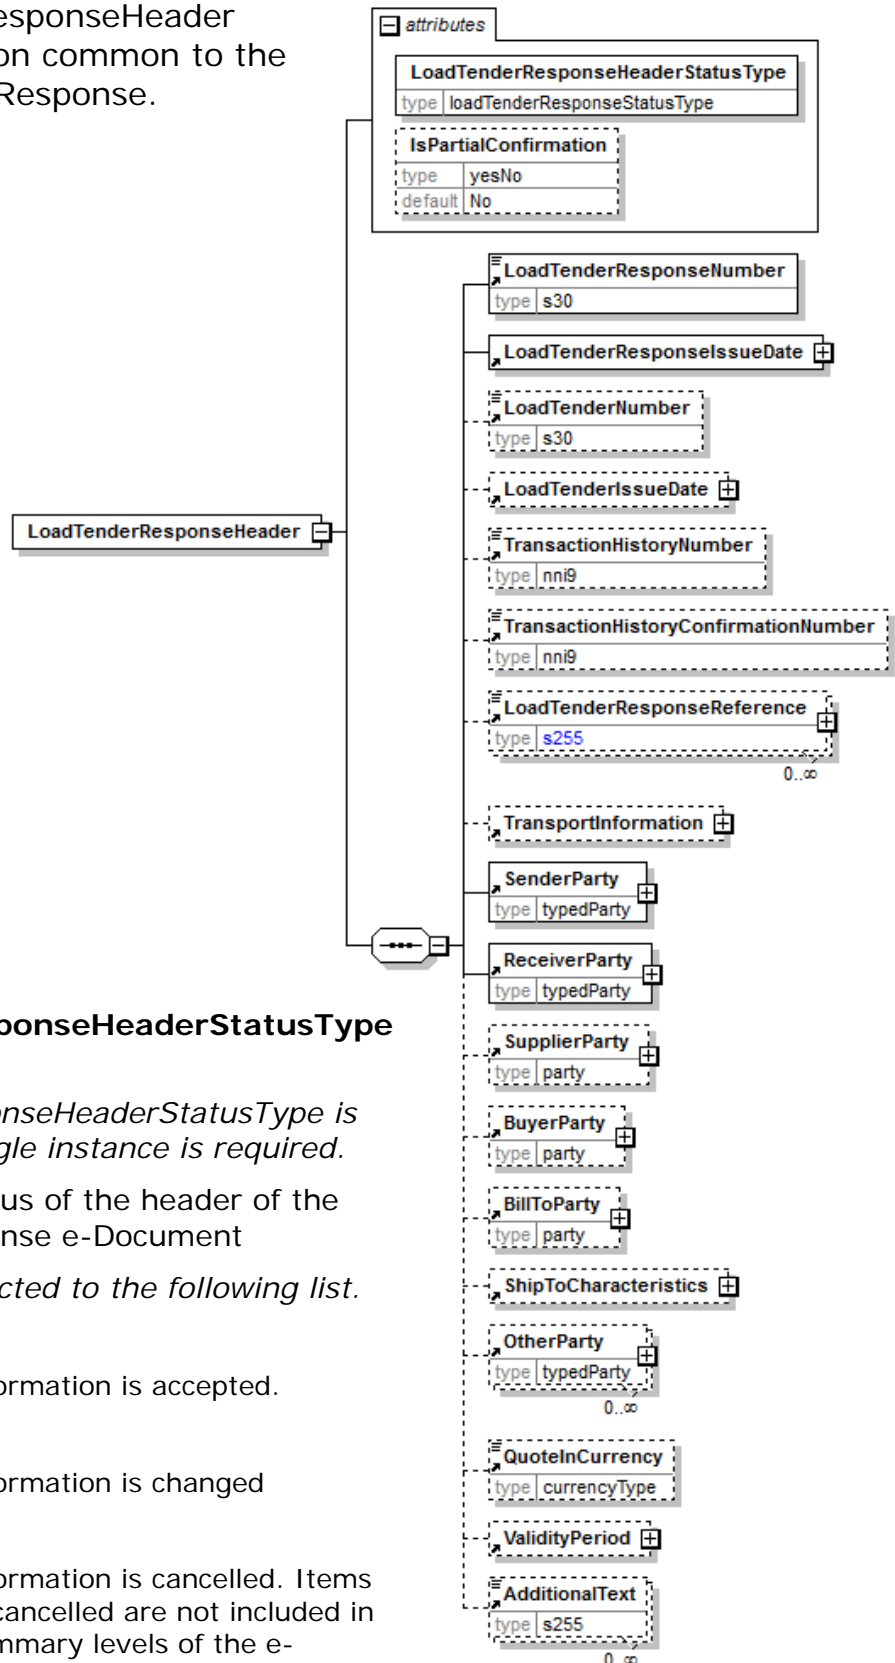 esponseHeader
on common to the
Response.
attributes
LoadTenderResponseHeaderStatusType
type loadTenderResponseStatusType
IsPartialConfirmation
type yesNo
default No
LoadTenderResponseNumber
type s30
LoadTenderResponseIssueDate
LoadTenderNumber
type s30
LoadTenderIssueDate
LoadTenderResponseHeader
TransactionHistoryNumber
type nni9
TransactionHistoryConfirmationNumber
type nni9
LoadTenderResponseReference
type s255
0..∞
TransportInformation
SenderParty
type typedParty
ReceiverParty
type typedParty
SupplierParty
type party
BuyerParty
type party
BillToParty
type party
ShipToCharacteristics
OtherParty
type typedParty
0..∞
QuoteInCurrency
type currencyType
ValidityPeriod
AdditionalText
type s255
0..∞
ponseHeaderStatusType
onseHeaderStatusType is
gle instance is required.
us of the header of the
nse e-Document
cted to the following list.
ormation is accepted.
ormation is changed
ormation is cancelled. Items
cancelled are not included in
mmary levels of the e-